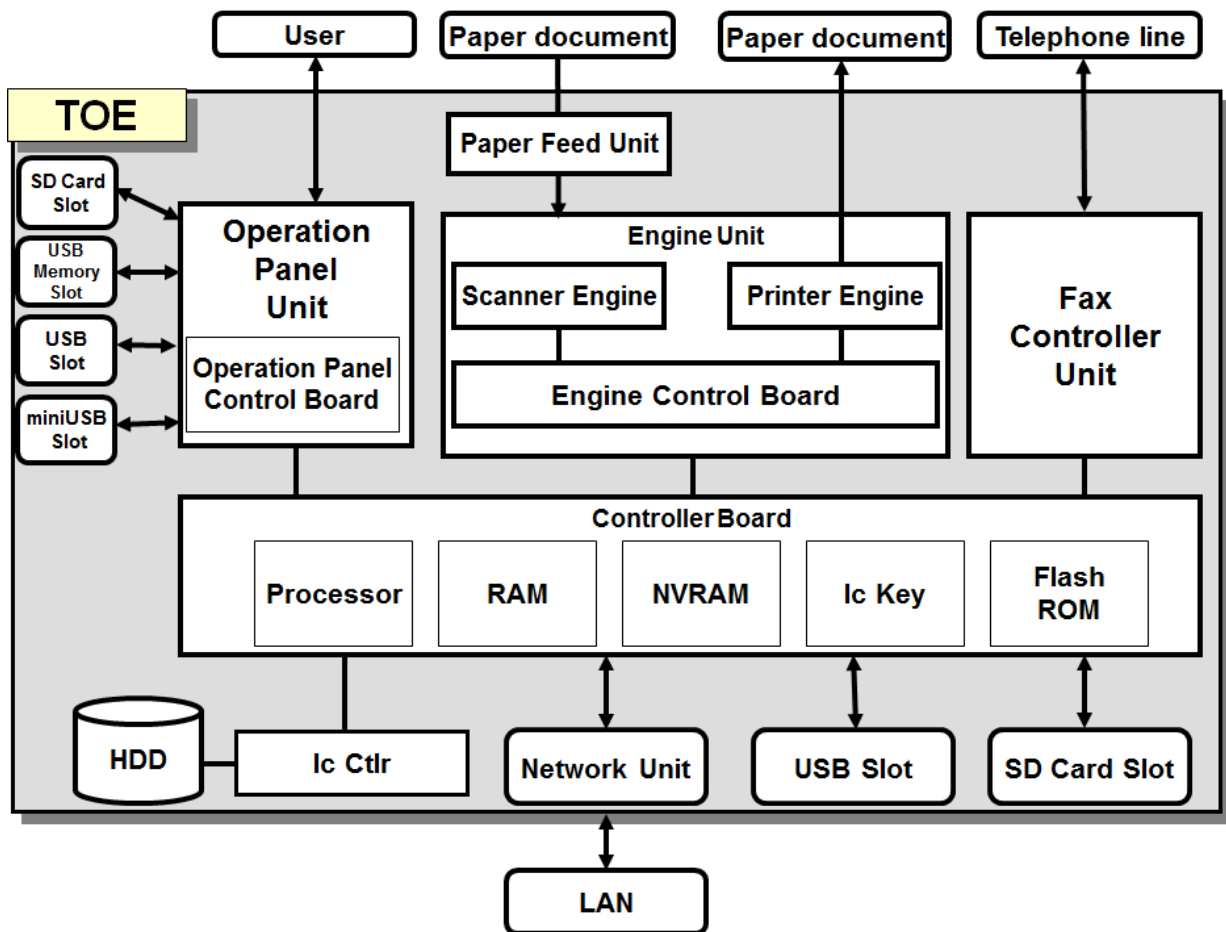 User
Paper document
Paper document
Telephone line
TOE
Paper Feed Unit
SD Card
Slot
USB
Memory
Slot
USB
Slot
miniUSB
Slot
Operation
Panel
Unit
Operation Panel
Control Board
Engine Unit
Scanner Engine
Printer Engine
Engine Control Board
Fax
Controller
Unit
Controller Board
Processor
RAM
NVRAM
Ic Key
Flash
ROM
HDD
Ic Ctlr
Network Unit
USB Slot
SD Card Slot
LAN